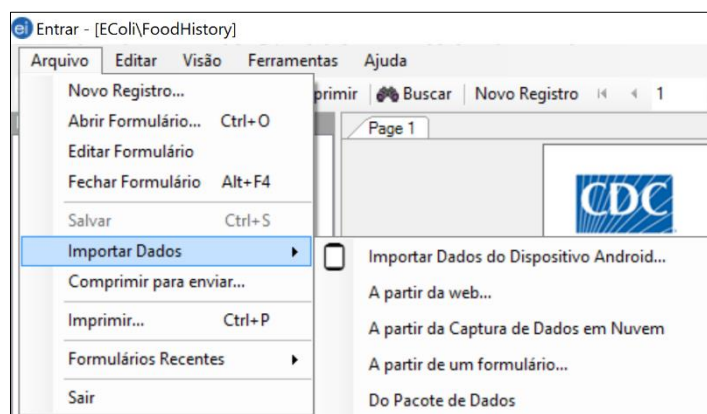 ei Entrar - [EColi\FoodHistory]
Arquivo Editar Visão Ferramentas Ajuda
primir Buscar Novo Registro 1
Page 1
CDC
Novo Registro...
Abrir Formulário... Ctrl+O
Editar Formulário
Fechar Formulário Alt+F4
Salvar Ctrl+S
Importar Dados
Comprimir para enviar...
Imprimir... Ctrl+P
Formulários Recentes
Sair
Importar Dados do Dispositivo Android...
A partir da web...
A partir da Captura de Dados em Nuvem
A partir de um formulário...
Do Pacote de Dados